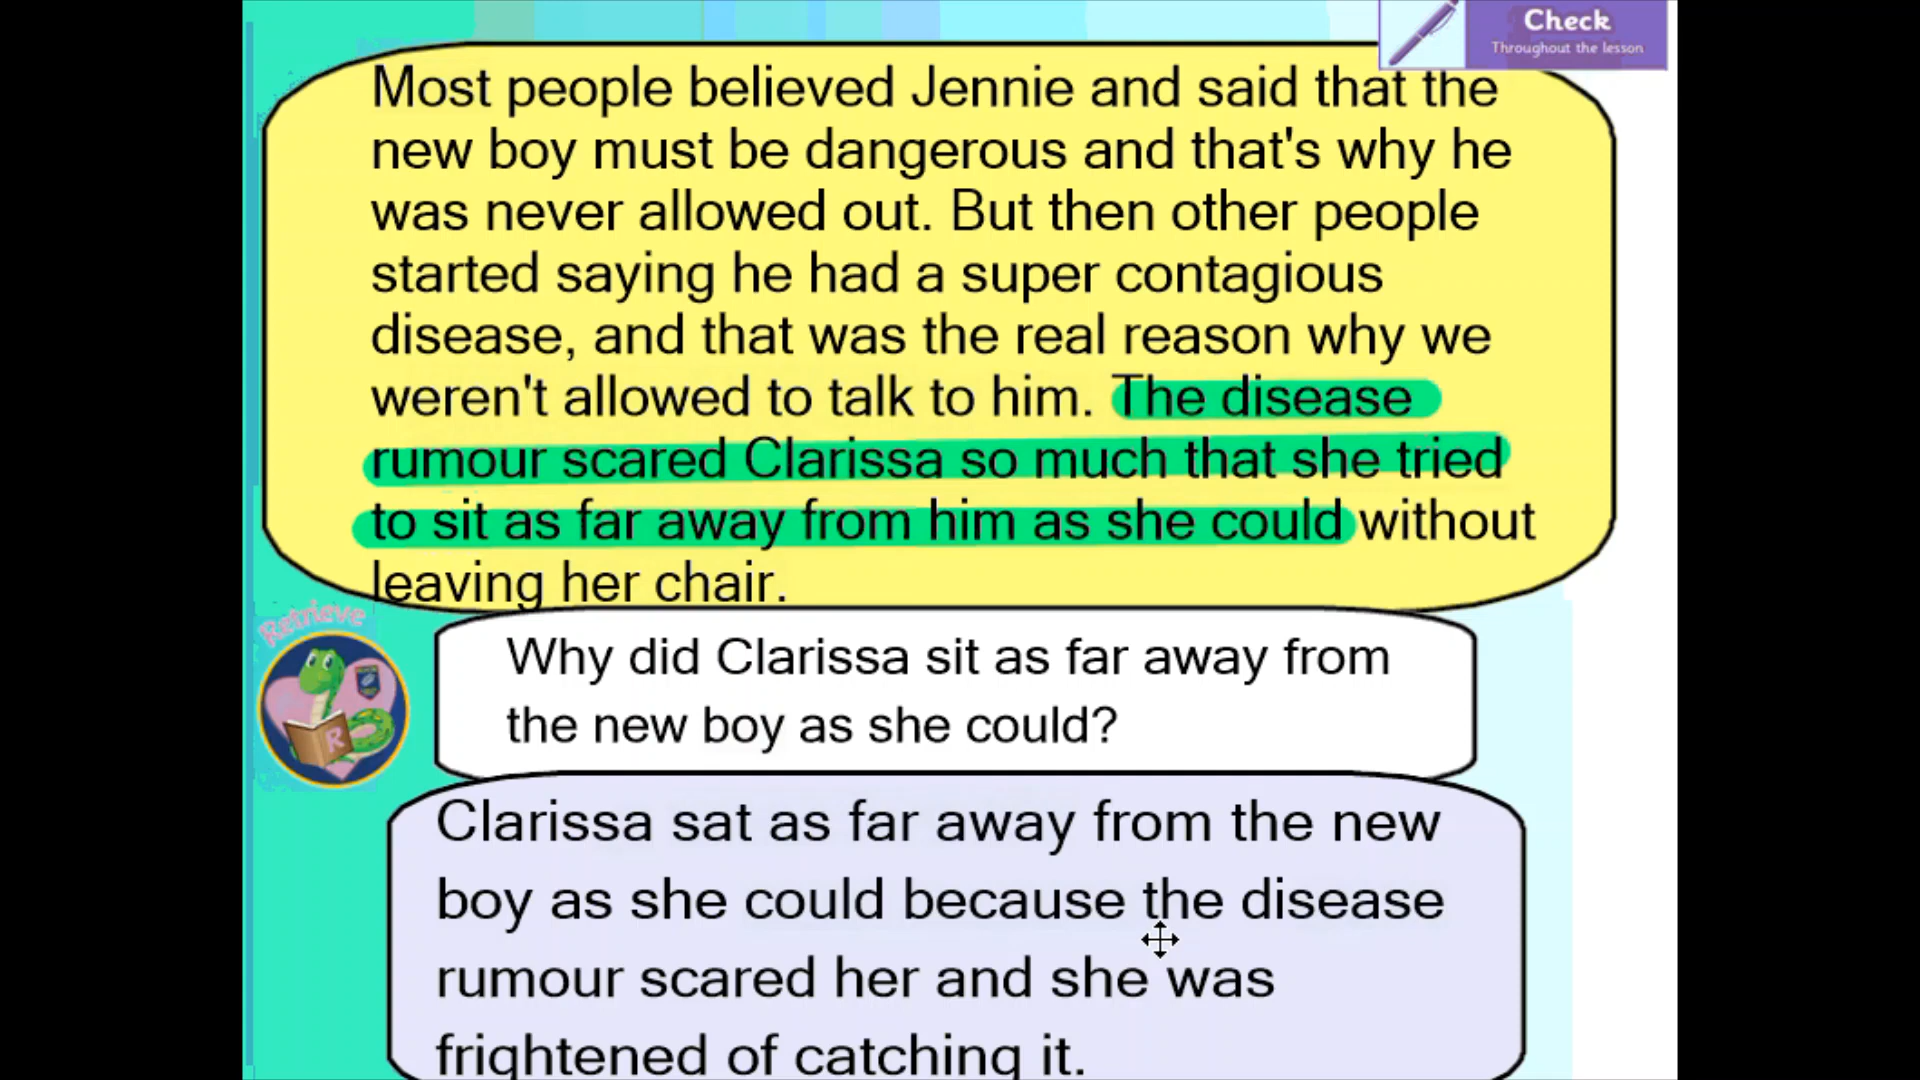 Check
Throughout the lesson
Most people believed Jennie and said that the
new boy must be dangerous and that's why he
was never allowed out. But then other people
started saying he had a super contagious
disease, and that was the real reason why we
weren't allowed to talk to him. The disease
rumour scared Clarissa so much that she tried
to sit as far away from him as she could without
leaving her chair.
Retrieve
R
Why did Clarissa sit as far away from
the new boy as she could?
Clarissa sat as far away from the new
boy as she could because the disease
rumour scared her and she was
frightened of catching it.